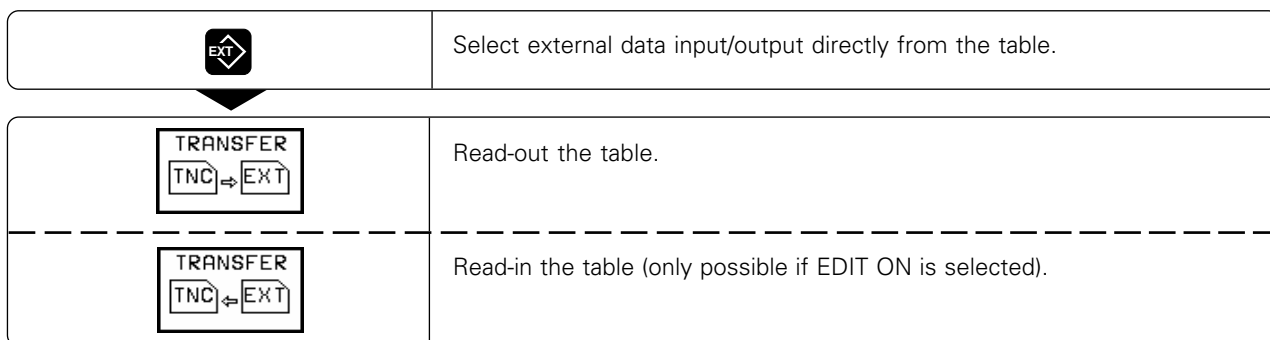 EXT
Select external data input/output directly from the table.
TRANSFER
TNC ⇨ EXT
Read-out the table.
TRANSFER
TNC ⇦ EXT
Read-in the table (only possible if EDIT ON is selected).